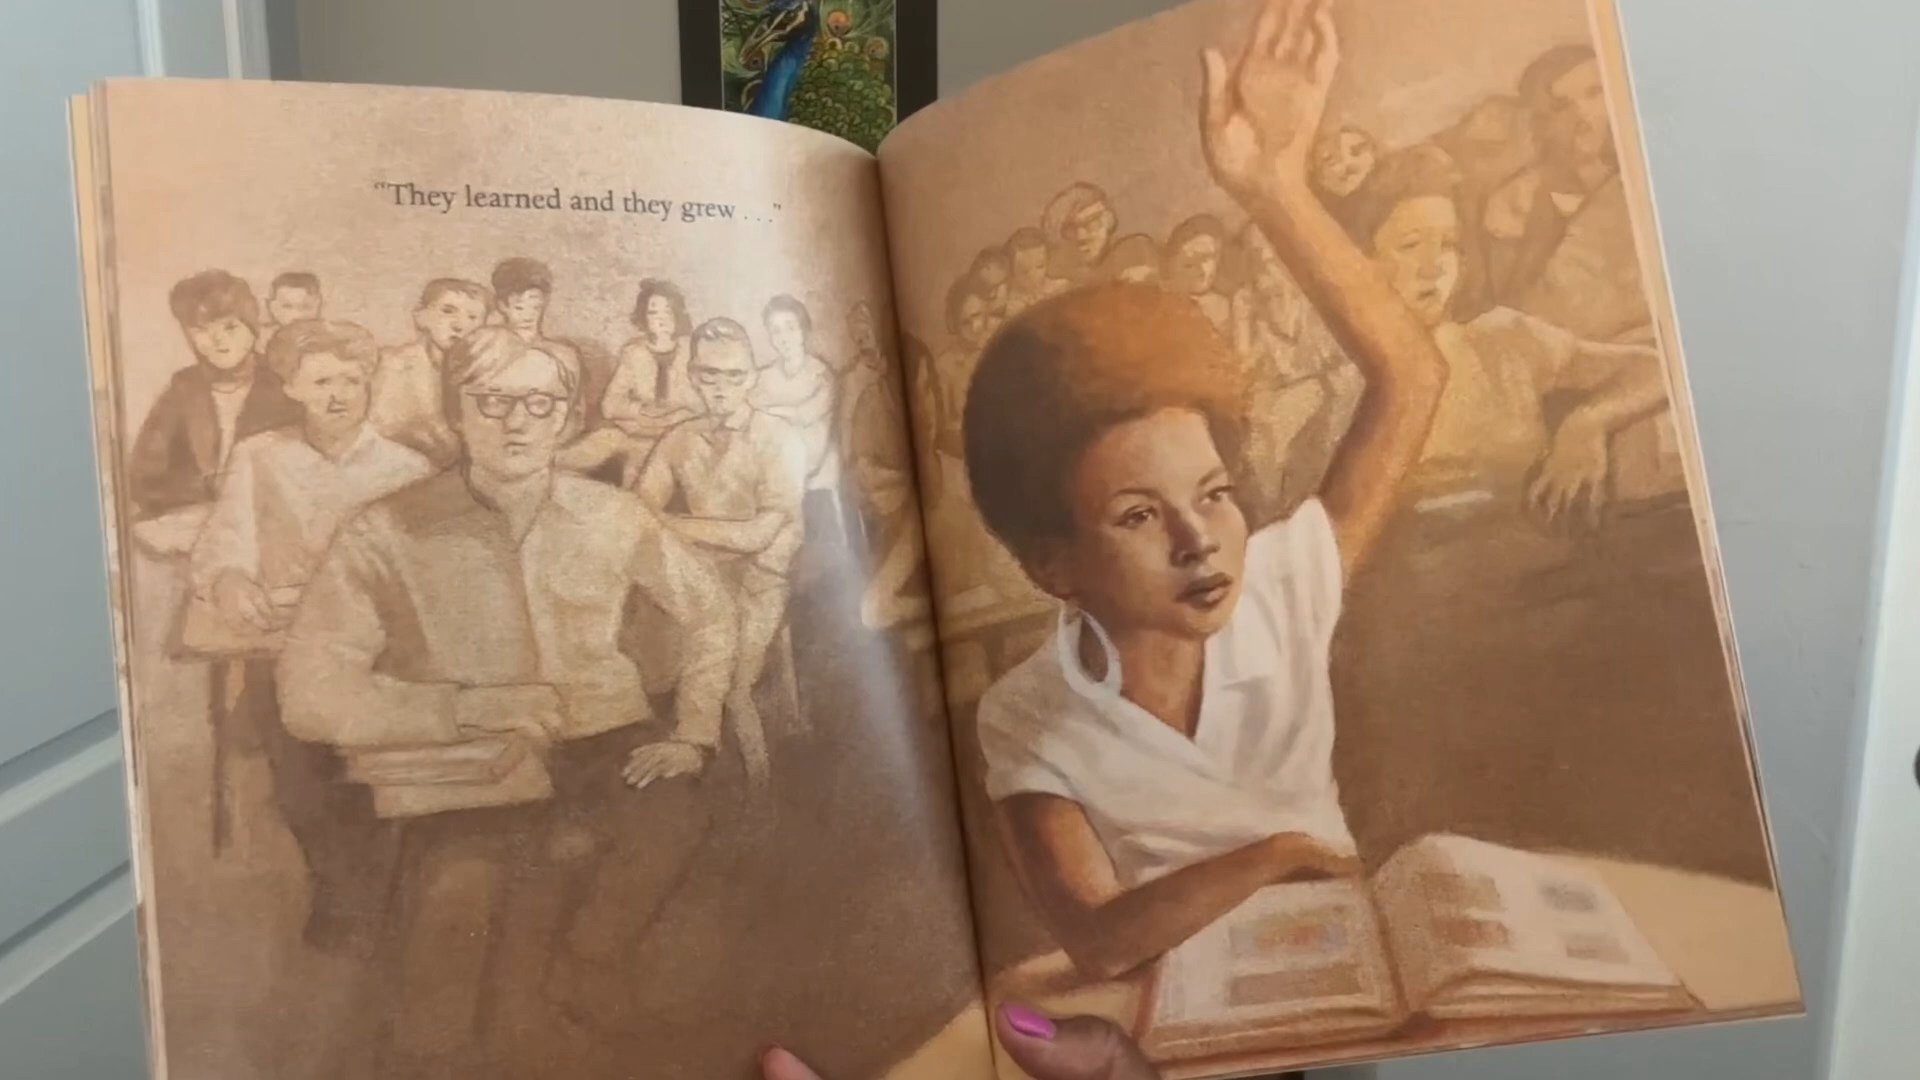 “They learned and they grew . . .”